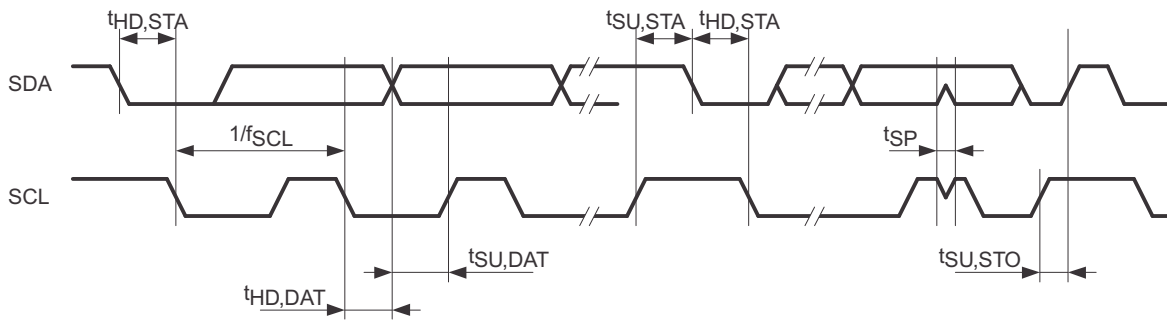 tHD,STA
tSU,STA
tHD,STA
SDA
1/fSCL
tSP
SCL
tSU,DAT
tSU,STO
tHD,DAT